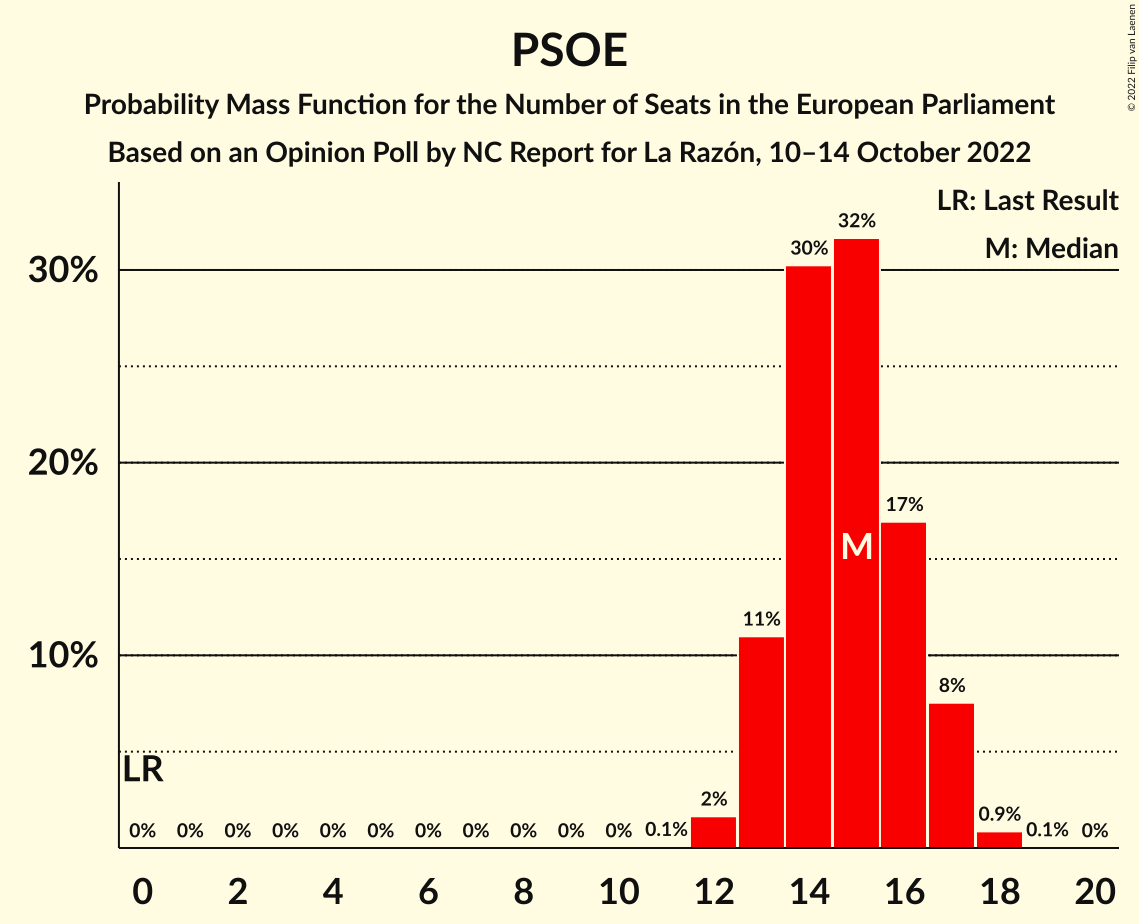 PSOE
Probability Mass Function for the Number of Seats in the European Parliament
Based on an Opinion Poll by NC Report for La Razón, 10–14 October 2022
© 2022 Filip van Laenen
LR: Last Result
M: Median
30%
20%
10%
32%
30%
17%
11%
8%
2%
0.9%
0% 0% 0% 0% 0% 0% 0% 0% 0% 0% 0% 0.1% 0.1% 0%
LR
M
0 2 4 6 8 10 12 14 16 18 20